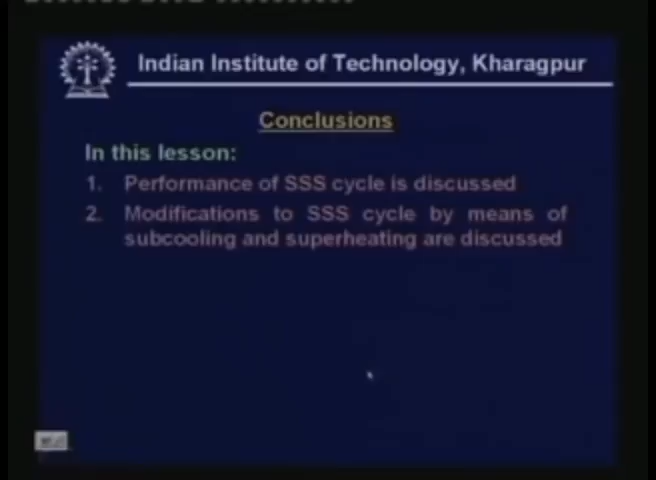 Indian Institute of Technology, Kharagpur
Conclusions
In this lesson:
1. Performance of SSS cycle is discussed
2. Modifications to SSS cycle by means of
subcooling and superheating are discussed